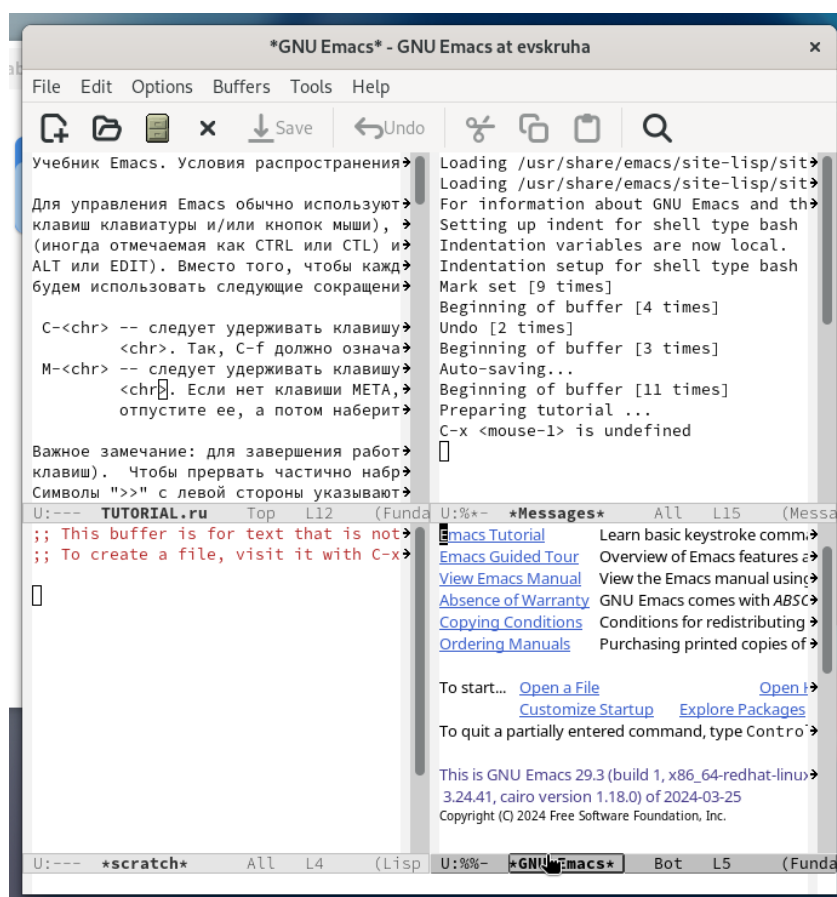 *GNU Emacs* - GNU Emacs at evskruha
File Edit Options Buffers Tools Help
Save Undo
Учебник Emacs. Условия распространения
Для управления Emacs обычно используют
клавиш клавиатуры и/или кнопок мыши),
(иногда отмечаемая как CTRL или CTL) и
ALT или EDIT). Вместо того, чтобы кажд
будем использовать следующие сокращени
C-<chr> -- следует удерживать клавишу
<chr>. Так, C-f должно означа
M-<chr> -- следует удерживать клавишу
<chr>. Если нет клавиши META,
отпустите ее, а потом наберит
Важное замечание: для завершения работ
клавиш). Чтобы прервать частично набр
Символы ">>" с левой стороны указывают
U:--- TUTORIAL.ru Top L12 (Funda
Loading /usr/share/emacs/site-lisp/sit
Loading /usr/share/emacs/site-lisp/sit
For information about GNU Emacs and th
Setting up indent for shell type bash
Indentation variables are now local.
Indentation setup for shell type bash
Mark set [9 times]
Beginning of buffer [4 times]
Undo [2 times]
Beginning of buffer [3 times]
Auto-saving...
Beginning of buffer [11 times]
Preparing tutorial ...
C-x <mouse-1> is undefined
U:%*- *Messages* All L15 (Messa
;; This buffer is for text that is not
;; To create a file, visit it with C-x
U:--- *scratch* All L4 (Lisp
Emacs Tutorial Learn basic keystroke comm
Emacs Guided Tour Overview of Emacs features a
View Emacs Manual View the Emacs manual using
Absence of Warranty GNU Emacs comes with ABSO
Copying Conditions Conditions for redistributing
Ordering Manuals Purchasing printed copies of
To start... Open a File Open H
Customize Startup Explore Packages
To quit a partially entered command, type Control
This is GNU Emacs 29.3 (build 1, x86_64-redhat-linux
3.24.41, cairo version 1.18.0) of 2024-03-25
Copyright (C) 2024 Free Software Foundation, Inc.
U:%%- *GNU Emacs* Bot L5 (Funda